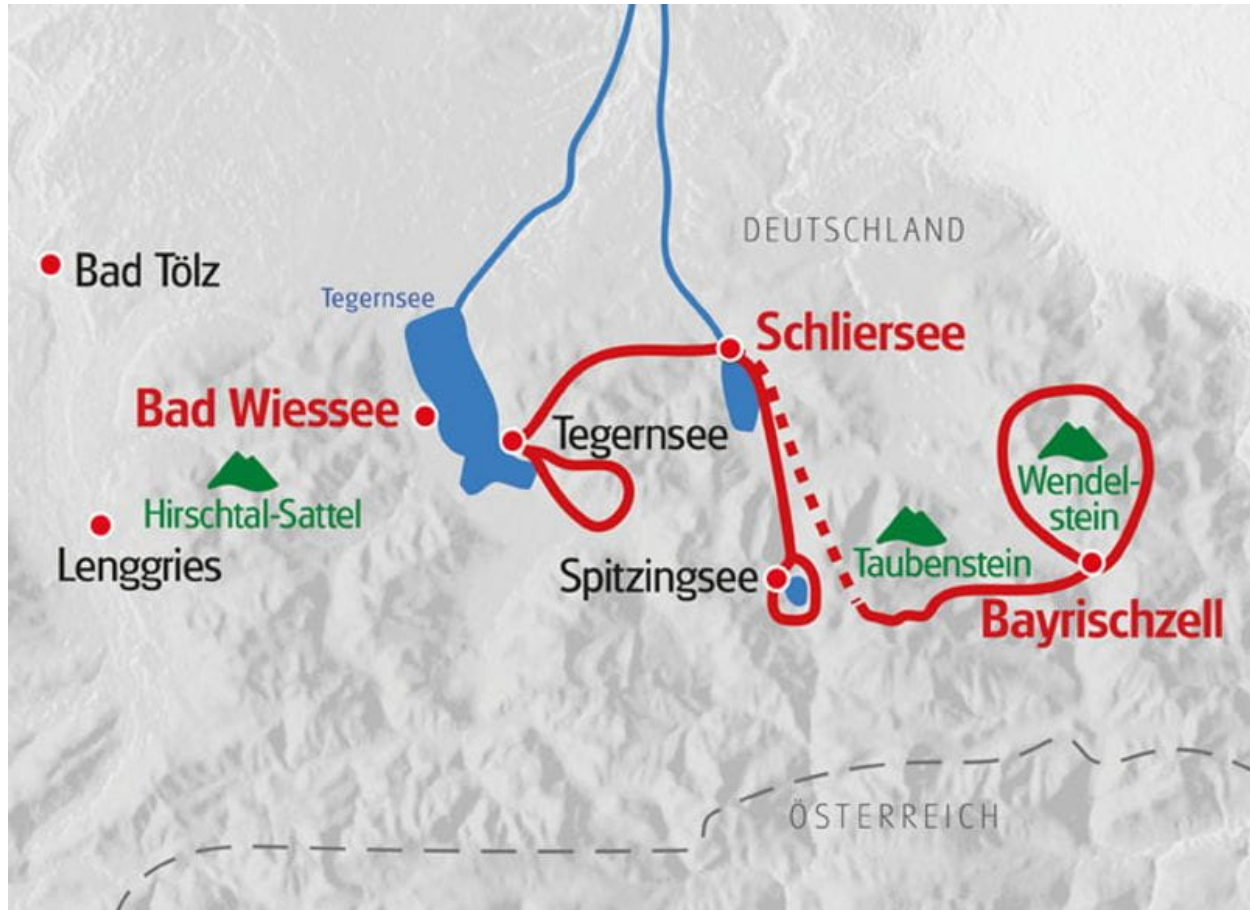 DEUTSCHLAND
Bad Tölz
Tegernsee
Schliersee
Bad Wiessee
Tegernsee
Wendel-
stein
Hirschtal-Sattel
Lenggries
Spitzingsee
Taubenstein
Bayrischzell
ÖSTERREICH